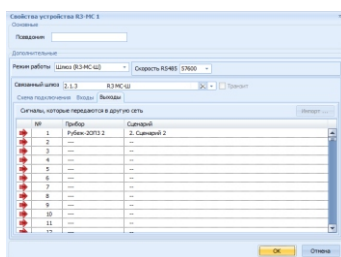 Свойства устройства R3-МС 1
Основные
Псевдоним
Дополнительные
Режим работы Шлюз (R3-МС-Ш) Скорость RS485 57600
Связанный шлюз 2.1.3 R3 МС-Ш Транзит
Схема подключения Входы Выходы
Сигналы, которые передаются в другую сеть Импорт ...
№ Прибор Сценарий
1 Рубеж-2ОП3 2 2. Сценарий 2
2 --- --
3 --- --
4 --- --
5 --- --
6 --- --
7 --- --
8 --- --
9 --- --
10 --- --
11 --- --
12 --- --
OK Отмена